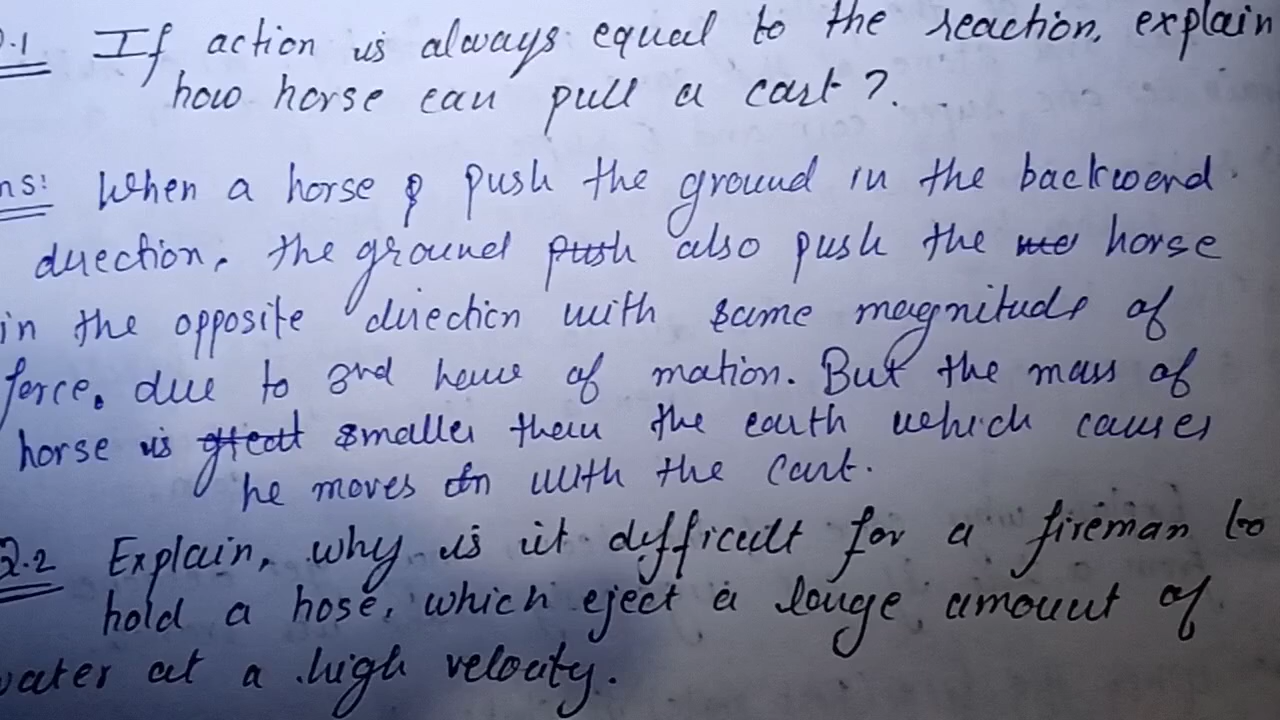 .1 If action is always equal to the reaction, explain
how horse can pull a cart?
ns: When a horse push the ground in the backword
direction, the ground push also push the horse
in the opposite direction with same magnitude of
force, due to 3rd law of mation. But the mass of
horse is great smaller than the earth which causes
he moves with the cart.
Q.2 Explain, why is it difficult for a fireman to
hold a hose, which eject a large amount of
water at a high velocity.